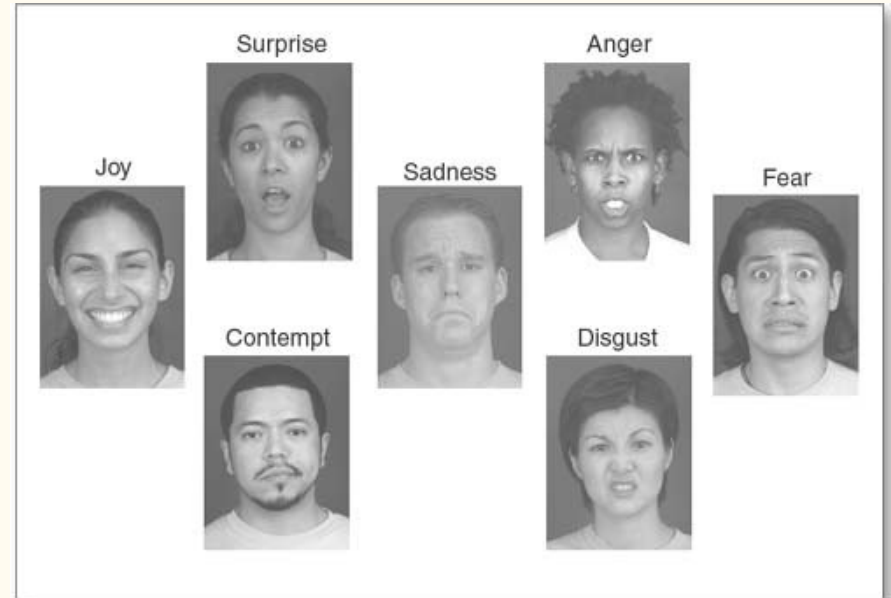 Surprise
Anger
Joy
Sadness
Fear
Contempt
Disgust